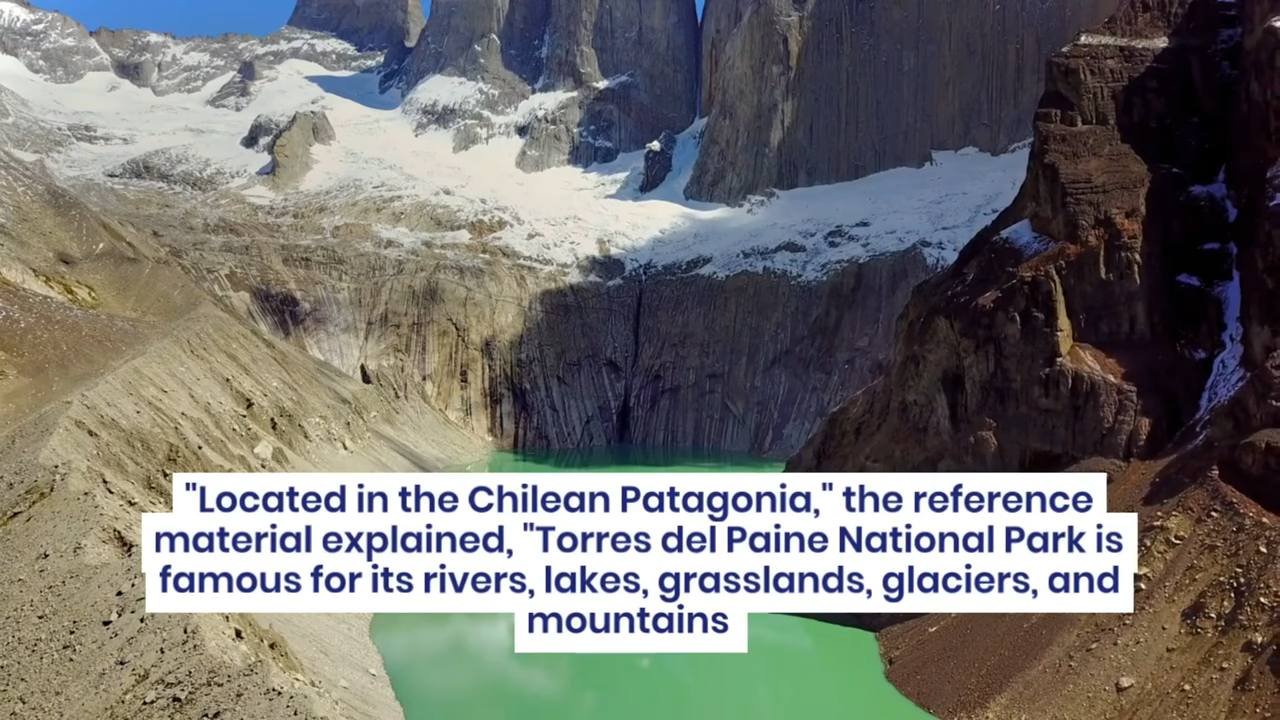 "Located in the Chilean Patagonia," the reference
material explained, "Torres del Paine National Park is
famous for its rivers, lakes, grasslands, glaciers, and
mountains